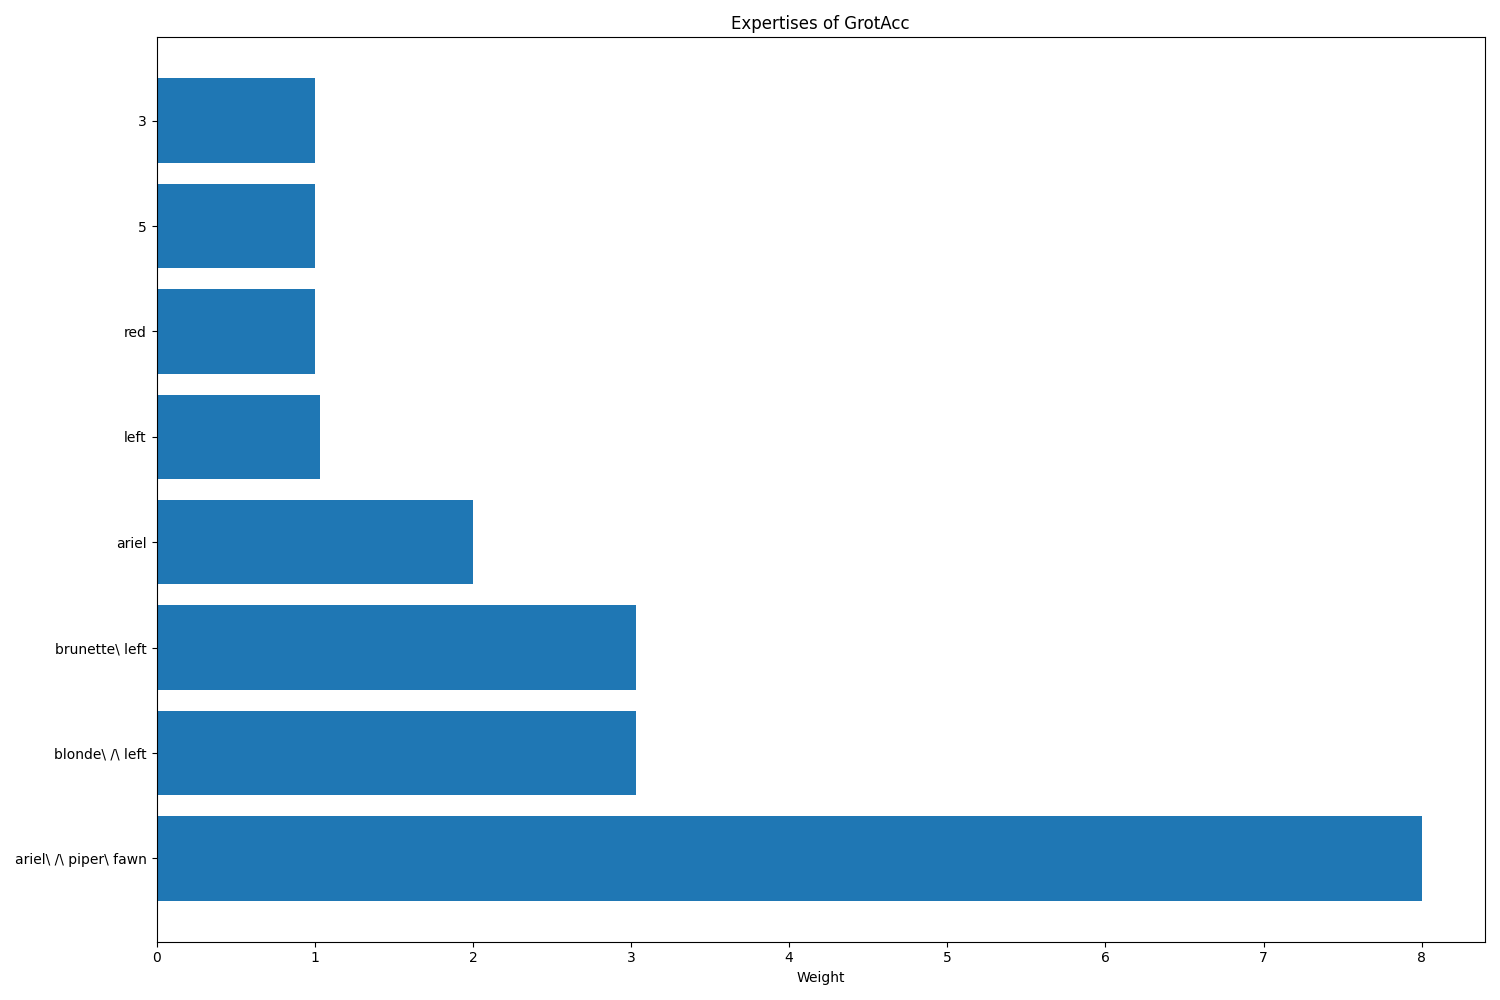 Expertises of GrotAcc
3
5
red
left
ariel
brunette\ left
blonde\ /\ left
ariel\ /\ piper\ fawn
0 1 2 3 4 5 6 7 8
Weight